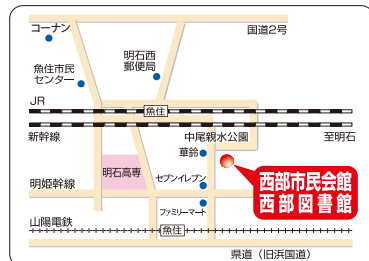 コーナン
国道2号
明石西
郵便局
魚住市民
センター
JR
魚住
新幹線
中尾親水公園
至明石
華鈴
明石高専
セブンイレブン
西部市民会館
西部図書館
明姫幹線
ファミリーマート
山陽電鉄
魚住
県道（旧浜国道）